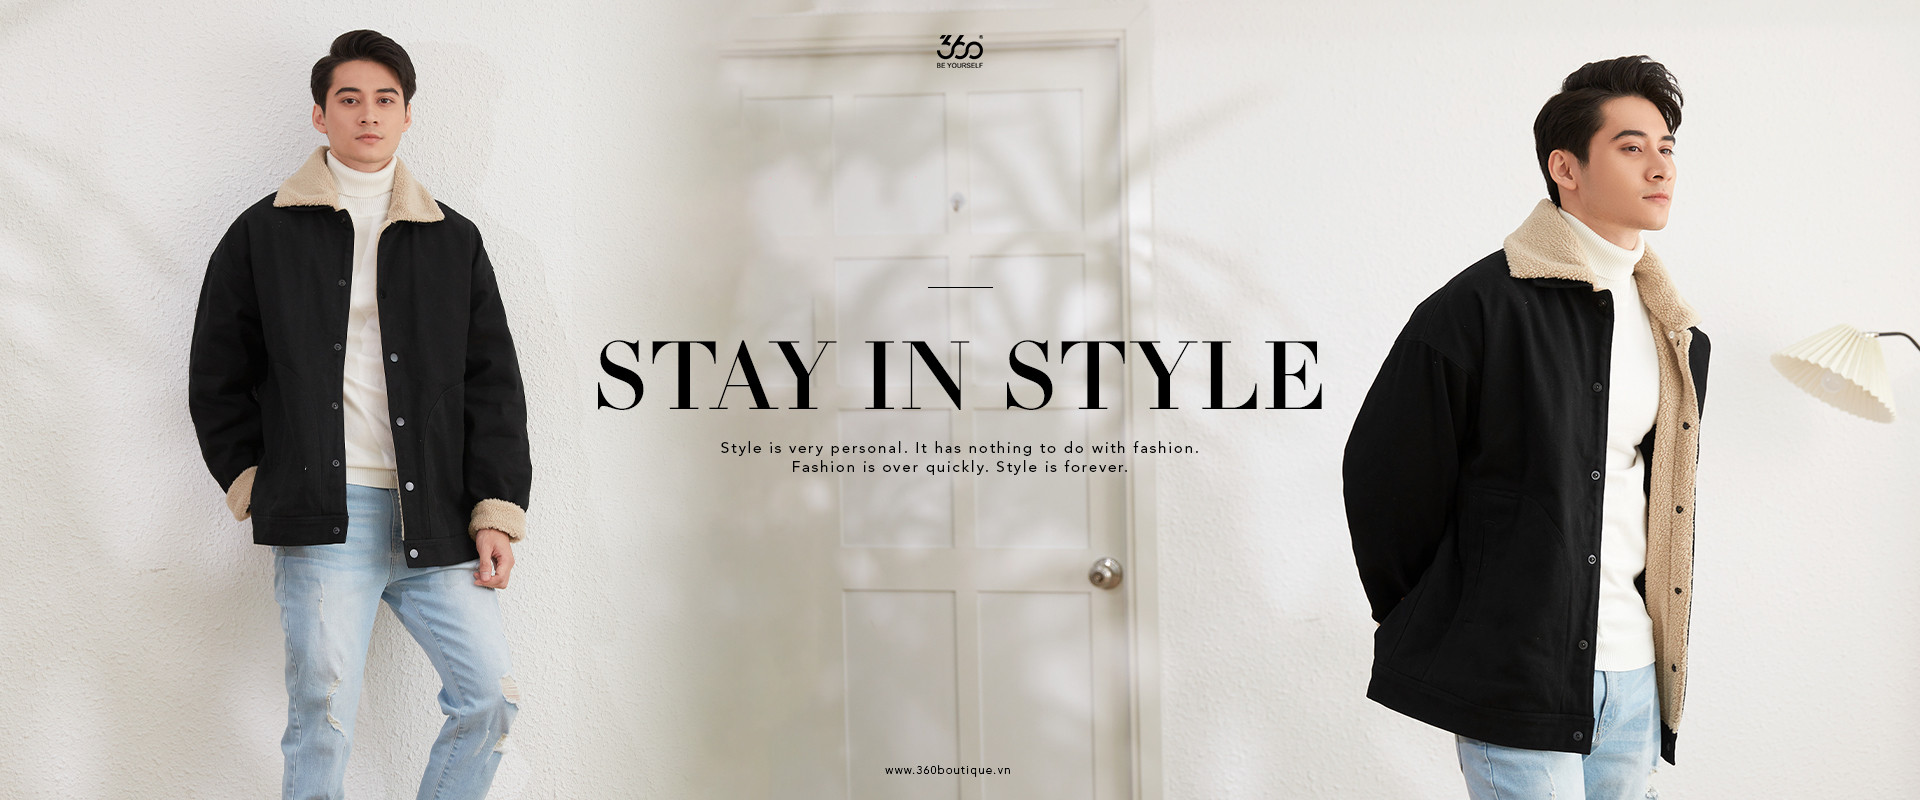 360®
BE YOURSELF
STAY IN STYLE
Style is very personal. It has nothing to do with fashion.
Fashion is over quickly. Style is forever.
www.360boutique.vn